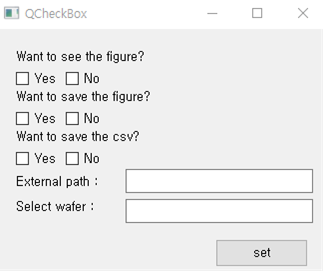 QCheckBox
Want to see the figure?
Yes No
Want to save the figure?
Yes No
Want to save the csv?
Yes No
External path :
Select wafer :
set